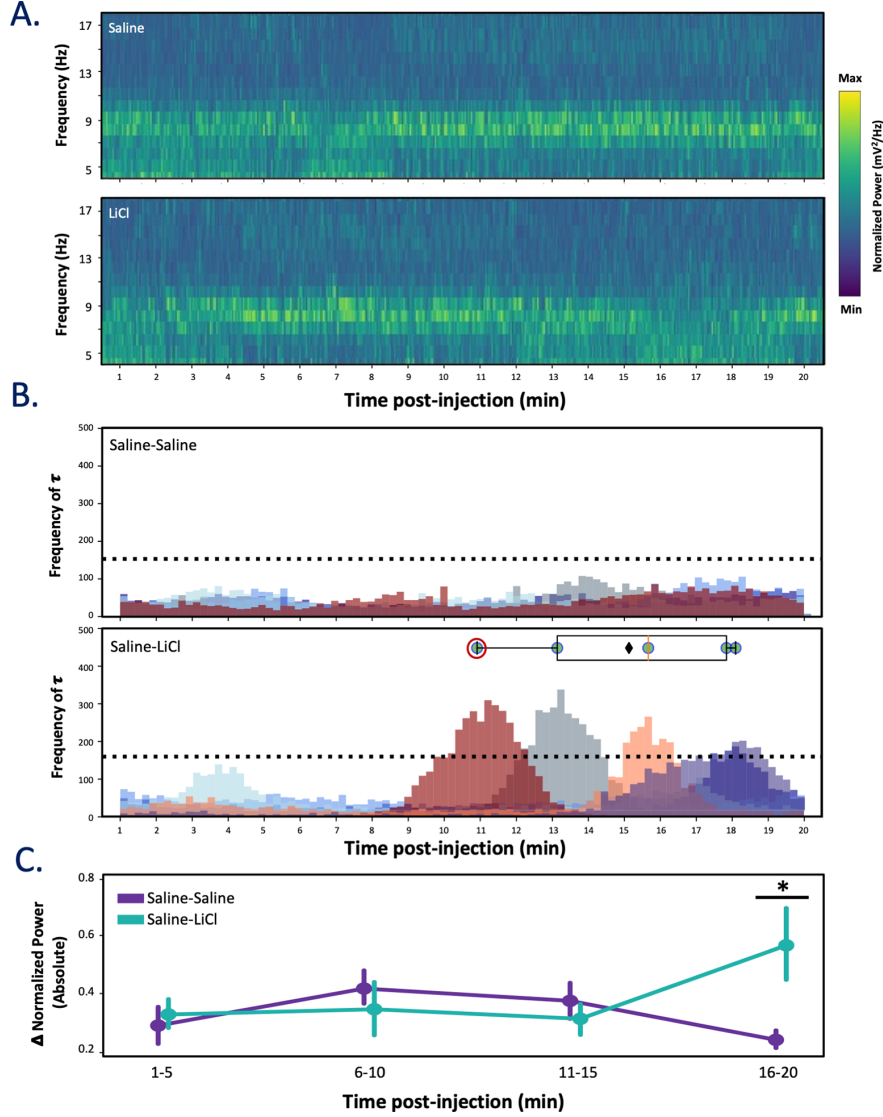 A.
Saline
Frequency (Hz)
17
13
9
5
LiCl
Frequency (Hz)
17
13
9
5
1 2 3 4 5 6 7 8 9 10 11 12 13 14 15 16 17 18 19 20
Time post-injection (min)
Max
Normalized Power (mV²/Hz)
Min
B.
Saline-Saline
Frequency of τ
500
400
300
200
100
0
Saline-LiCl
Frequency of τ
500
400
300
200
100
0
1 2 3 4 5 6 7 8 9 10 11 12 13 14 15 16 17 18 19 20
Time post-injection (min)
C.
Saline-Saline
Saline-LiCl
*
Δ Normalized Power
(Absolute)
0.8
0.6
0.4
0.2
1-5 6-10 11-15 16-20
Time post-injection (min)